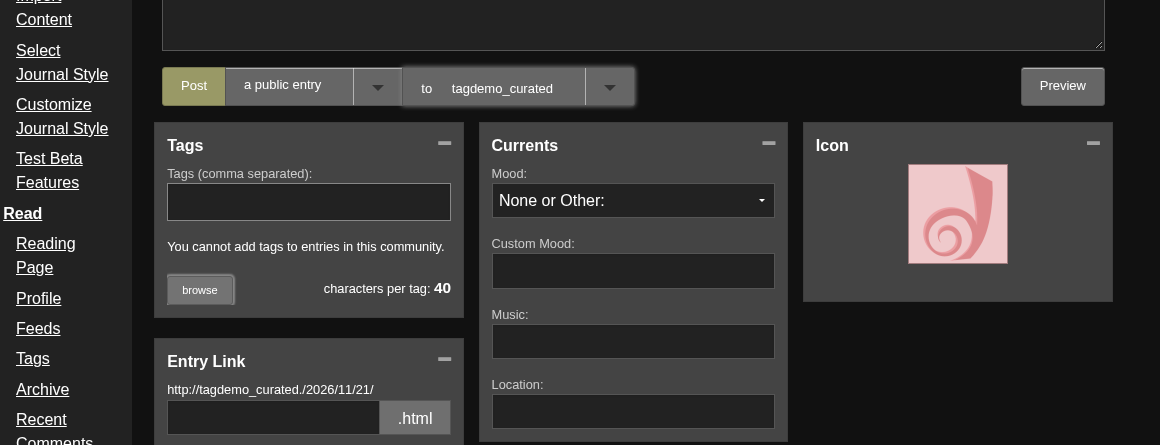 Content
Select
Journal Style
Customize
Journal Style
Test Beta
Features
Read
Reading
Page
Profile
Feeds
Tags
Archive
Recent
Comments
Post a public entry to tagdemo_curated Preview
Tags
Tags (comma separated):
You cannot add tags to entries in this community.
browse characters per tag: 40
Entry Link
http://tagdemo_curated./2026/11/21/
.html
Currents
Mood:
None or Other:
Custom Mood:
Music:
Location:
Icon